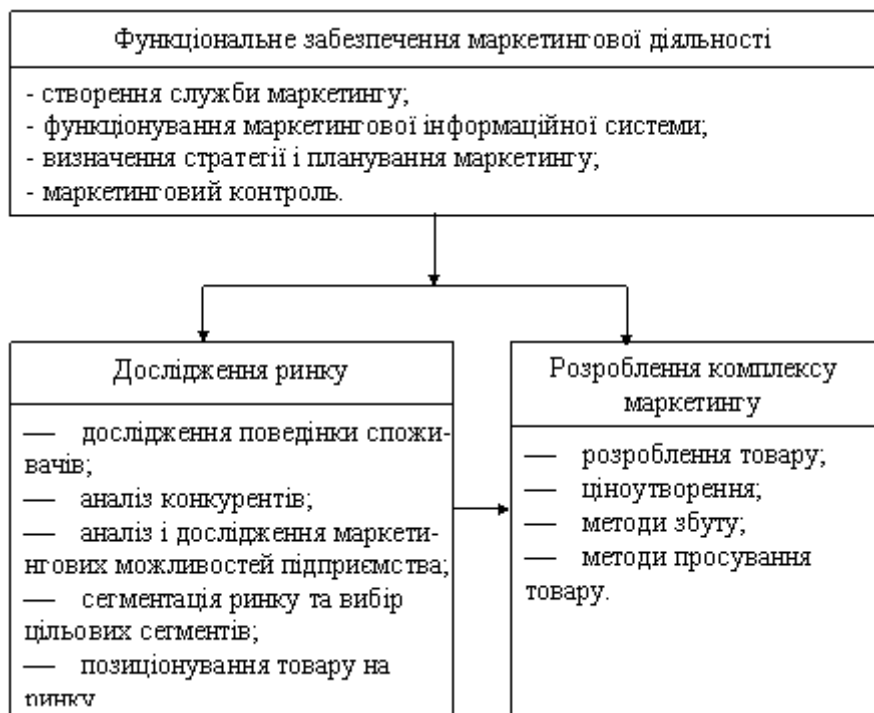 Функціональне забезпечення маркетингової діяльності
- створення служби маркетингу;
- функціонування маркетингової інформаційної системи;
- визначення стратегії і планування маркетингу;
- маркетинговий контроль.
Дослідження ринку
— дослідження поведінки спожи-
вачів;
— аналіз конкурентів;
— аналіз і дослідження маркети-
нгових можливостей підприємства;
— сегментація ринку та вибір
цільових сегментів;
— позиціонування товару на
ринку
Розроблення комплексу
маркетингу
— розроблення товару;
— ціноутворення;
— методи збуту;
— методи просування
товару.